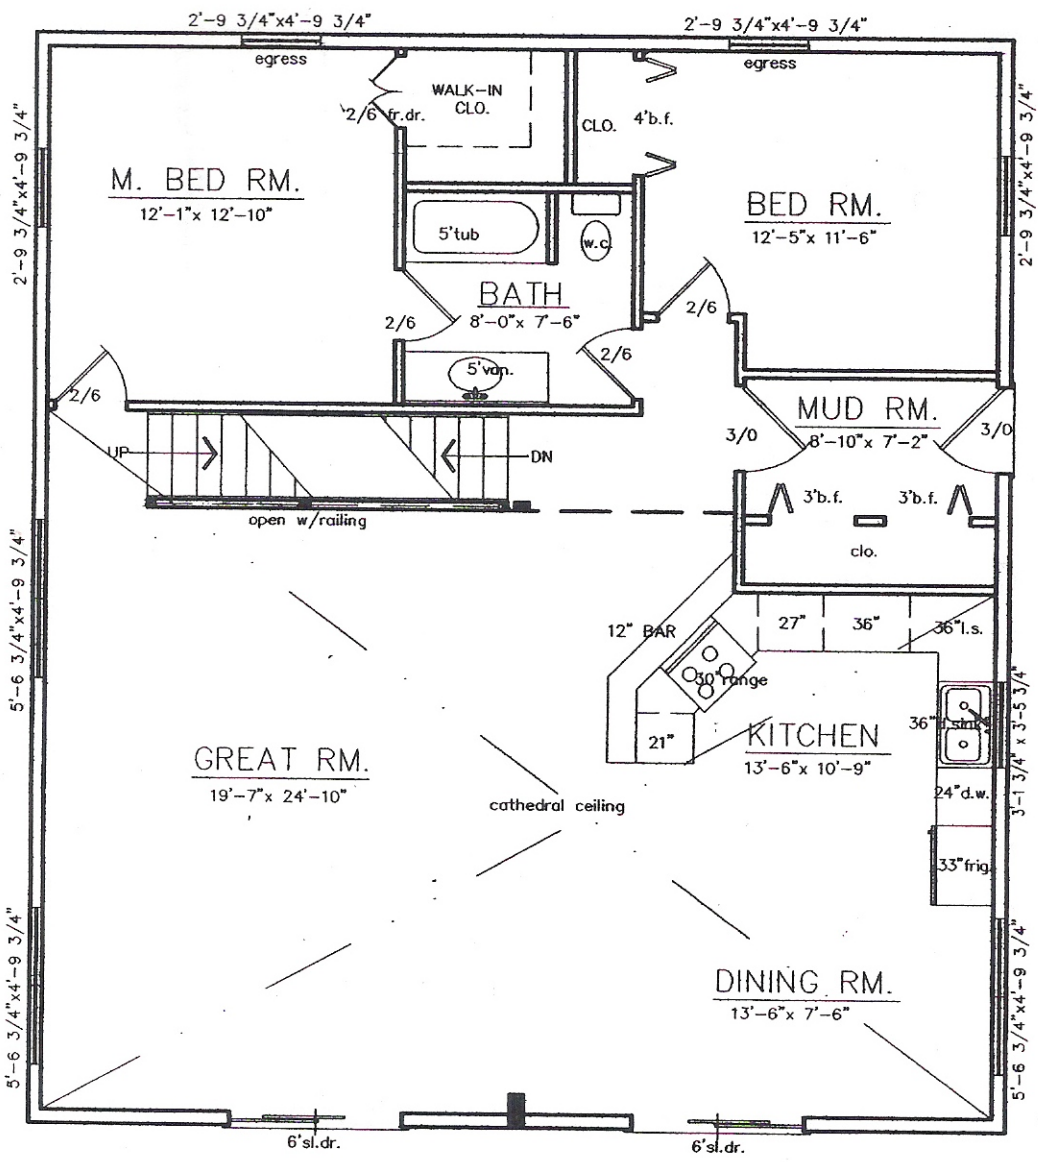 2'-9 3/4"x4'-9 3/4"
2'-9 3/4"x4'-9 3/4"
egress
egress
WALK-IN
CLO.
2/6 fr.dr.
CLO.
4'b.f.
2'-9 3/4"x4'-9 3/4"
2'-9 3/4"x4'-9 3/4"
M. BED RM.
12'-1"x 12'-10"
BED RM.
12'-5"x 11'-6"
5'tub
w.c.
BATH
8'-0"x 7'-6"
2/6
2/6
2/6
5'van.
2/6
MUD RM.
8'-10"x 7'-2"
3/0
3/0
UP
DN
3'b.f.
3'b.f.
open w/railing
clo.
5'-6 3/4"x4'-9 3/4"
12" BAR
27"
36"
36"l.s.
30"range
21"
36" sink
3'-1 3/4" x 3'-5 3/4"
KITCHEN
13'-6"x 10'-9"
GREAT RM.
19'-7"x 24'-10"
24"d.w.
cathedral ceiling
33"frig.
DINING RM.
13'-6"x 7'-6"
5'-6 3/4"x4'-9 3/4"
5'-6 3/4"x4'-9 3/4"
6'sl.dr.
6'sl.dr.